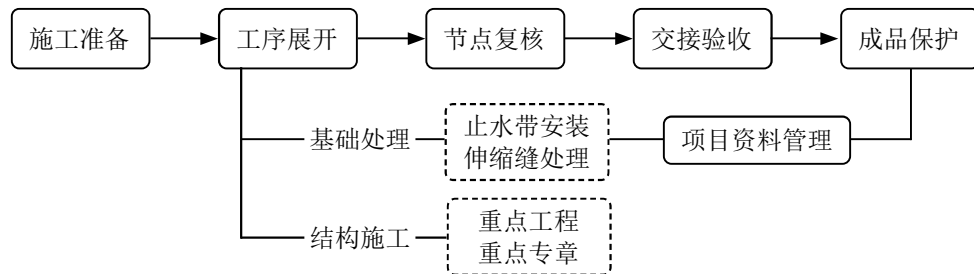 施工准备
工序展开
节点复核
交接验收
成品保护
基础处理
止水带安装
伸缩缝处理
项目资料管理
结构施工
重点工程
重点专章